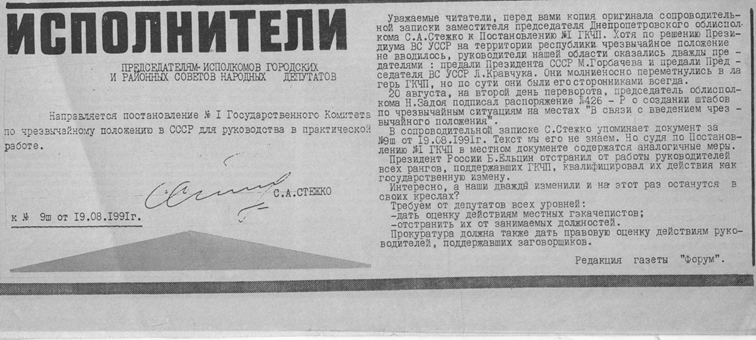 ИСПОЛНИТЕЛИ
ПРЕДСЕДАТЕЛЯМ-ИСПОЛКОМОВ ГОРОДСКИХ
И РАЙОННЫХ СОВЕТОВ НАРОДНЫХ ДЕПУТАТОВ
Направляется постановление № I Государственного Комитета
по чрезвычайному положению в СССР для руководства в практической
работе.
С.А.СТЕЖКО
к № 9ш от 19.08.1991г.
Уважаемые читатели, перед вами копия оригинала сопроводитель-
ной записки заместителя председателя Днепропетровского облиспол-
кома С.А.Стежко к Постановлению №I ГКЧП. Хотя по решению Прези-
диума ВС УССР на территории республики чрезвычайное положение
не вводилось, руководители нашей области оказались дважды пре-
дателями : предали Президента СССР М.Горбачева и предали Пред-
седателя ВС УССР Л.Кравчука. Они молниеносно переметнулись в ла
герь ГКЧП, но по сути они были его сторонниками всегда.
20 августа, на второй день переворота, председатель облиспол-
кома Н.Задоя подписал распоряжение №426 - Р о создании штабов
по чрезвычайным ситуациям на местах "В связи с введением чрез -
вычайного положения".
В сопроводительной записке С.Стежко упоминает документ за
№9ш от 19.08.1991г. Текст мы его не знаем. Но судя по Постанов-
лению №I ГКЧП в местном документе содержатся аналогичные меры.
Президент России Б.Ельцин отстранил от работы руководителей
всех рангов, поддержавших ГКЧП, квалифицировал их действия как
государственную измену.
Интересно, а наши дважды изменили и на этот раз останутся в
своих креслах?
Требуем от депутатов всех уровней:
-дать оценку действиям местных гэкачепистов;
-отстранить их от занимаемых должностей.
Прокуратура должна также дать правовую оценку действиям руко-
водителей, поддержавших заговорщиков.
Редакция газеты "Форум".